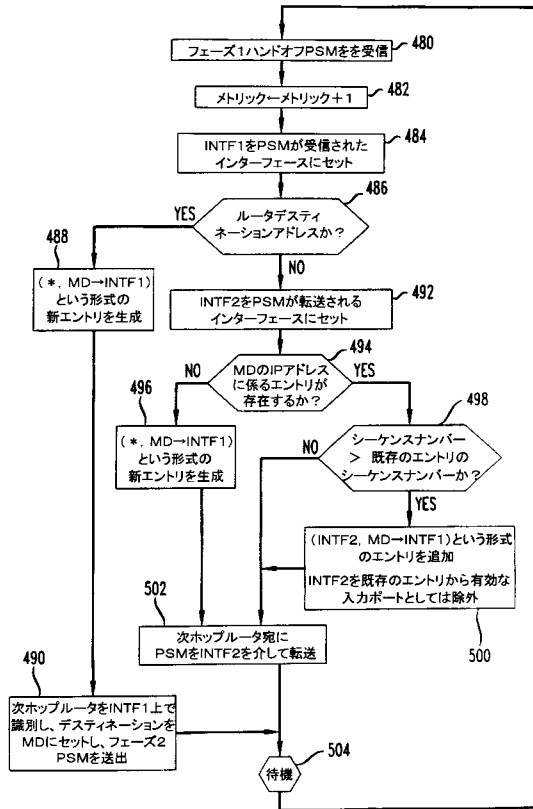 フェーズ1ハンドオフPSMをを受信
480
メトリック←メトリック+1
482
INTF1をPSMが受信された
インターフェースにセット
484
ルータデスティ
ネーションアドレスか?
486
YES
NO
488
(*, MD→INTF1)
という形式の
新エントリを生成
INTF2をPSMが転送される
インターフェースにセット
492
MDのIPアドレス
に係るエントリが
存在するか?
494
NO
YES
496
(*, MD→INTF1)
という形式の
新エントリを生成
シーケンスナンバー
> 既存のエントリの
シーケンスナンバーか?
498
NO
YES
(INTF2, MD→INTF1)という形式
のエントリを追加
INTF2を既存のエントリから有効な
入力ポートとしては除外
500
502
次ホップルータ宛に
PSMをINTF2を介して転送
490
次ホップルータをINTF1上で
識別し、デスティネーションを
MDにセットし、フェーズ2
PSMを送出
待機
504